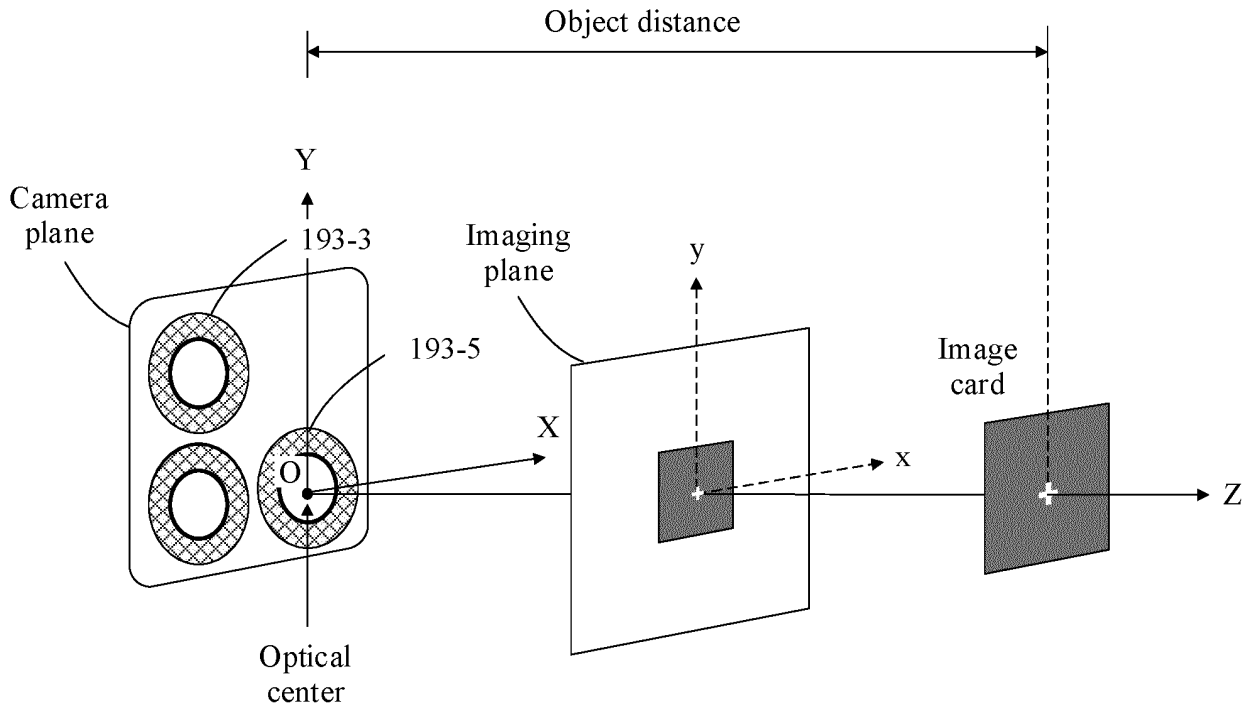 Object distance
Y
Camera
plane
193-3
Imaging
plane
y
193-5
Image
card
X
x
O
Z
Optical
center